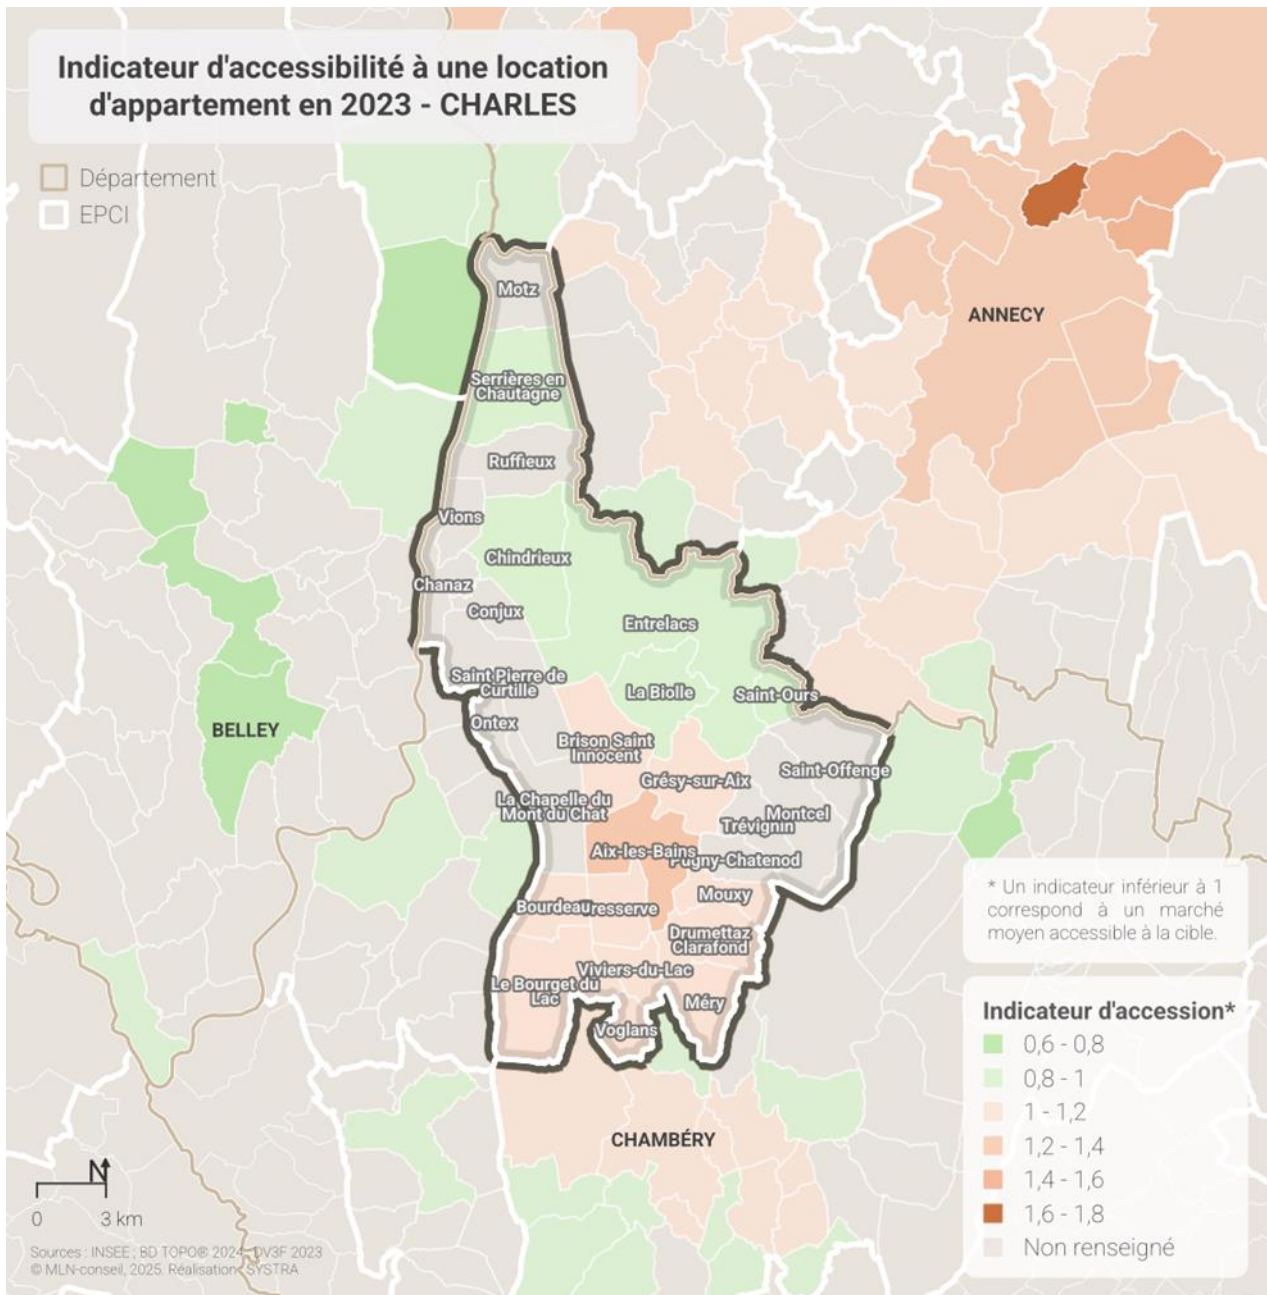 Indicateur d'accessibilité à une location
d'appartement en 2023 - CHARLES
Département
EPCI
Motz
ANNECY
Serrières en
Chautagne
Ruffieux
Vions
Chindrieux
Chanaz
Conjux
Entrelacs
Saint Pierre de
Curtille
La Biolle
Saint-Ours
Ontex
BELLEY
Brison Saint
Innocent
Grésy-sur-Aix
Saint-Offenge
La Chapelle du
Mont du Chat
Montcel
Trévignin
Aix-les-Bains
Pugny-Chatenod
Mouxy
Bourdeau
resserve
Drumettaz
Clarafond
Viviers-du-Lac
Le Bourget du
Lac
Méry
Voglans
CHAMBÉRY
* Un indicateur inférieur à 1
correspond à un marché
moyen accessible à la cible.
Indicateur d'accession*
0,6 - 0,8
0,8 - 1
1 - 1,2
1,2 - 1,4
1,4 - 1,6
1,6 - 1,8
Non renseigné
N
0 3 km
Sources : INSEE ; BD TOPO® 2024 ; DV3F 2023
© MLN-conseil, 2025. Réalisation : SYSTRA